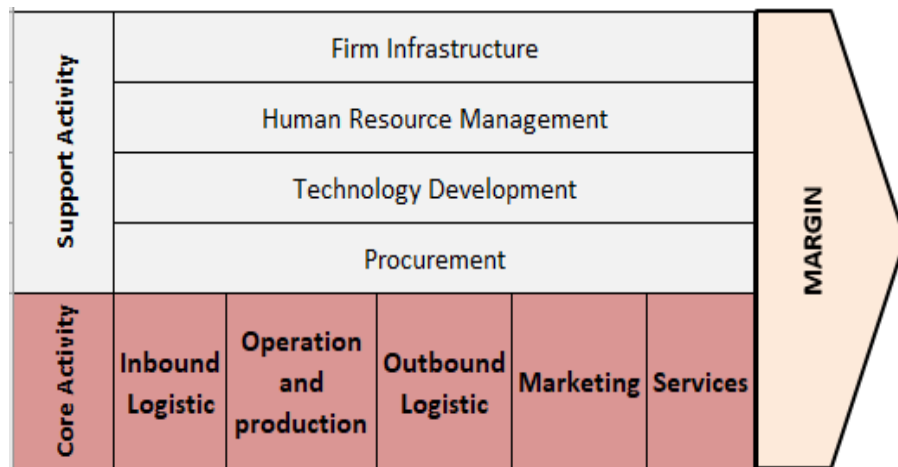 Support Activity
Firm Infrastructure
Human Resource Management
Technology Development
Procurement
Core Activity
Inbound
Logistic
Operation
and
production
Outbound
Logistic
Marketing
Services
MARGIN